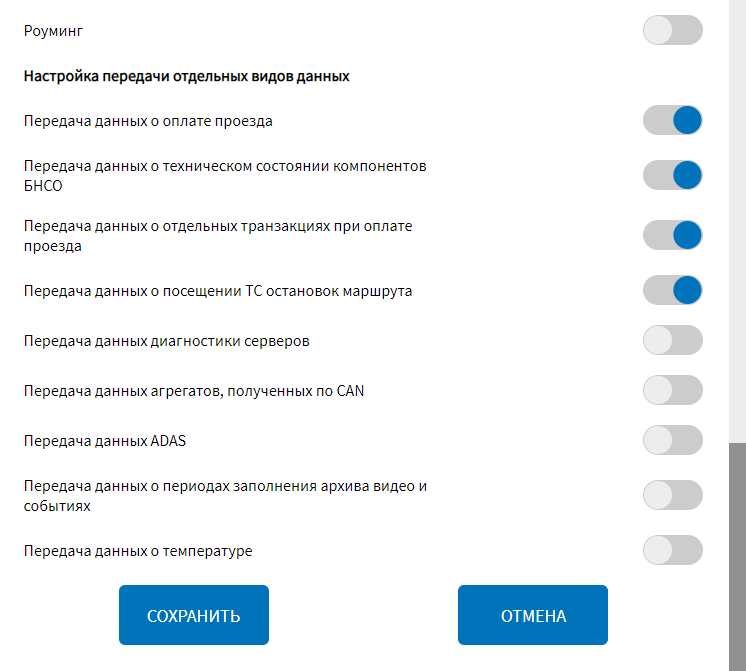 Роуминг
Настройка передачи отдельных видов данных
Передача данных о оплате проезда
Передача данных о техническом состоянии компонентов
БНСО
Передача данных о отдельных транзакциях при оплате
проезда
Передача данных о посещении ТС остановок маршрута
Передача данных диагностики серверов
Передача данных агрегатов, полученных по CAN
Передача данных ADAS
Передача данных о периодах заполнения архива видео и
событиях
Передача данных о температуре
СОХРАНИТЬ
ОТМЕНА